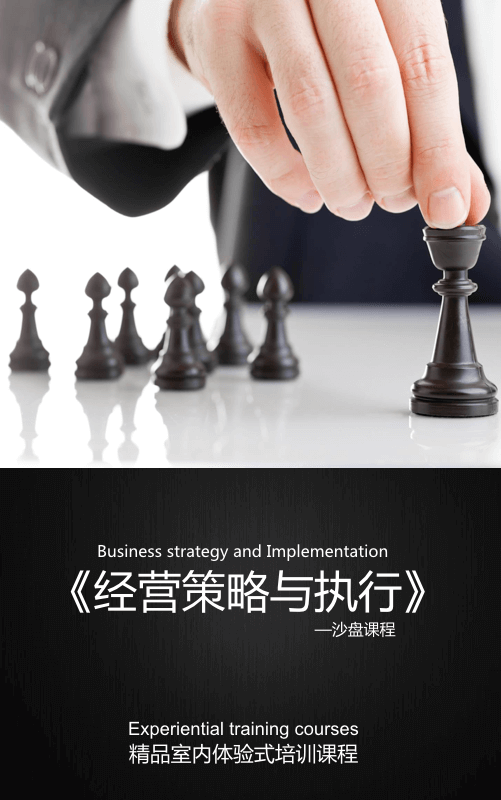 Business strategy and Implementation
《经营策略与执行》
—沙盘课程
Experiential training courses
精品室内体验式培训课程